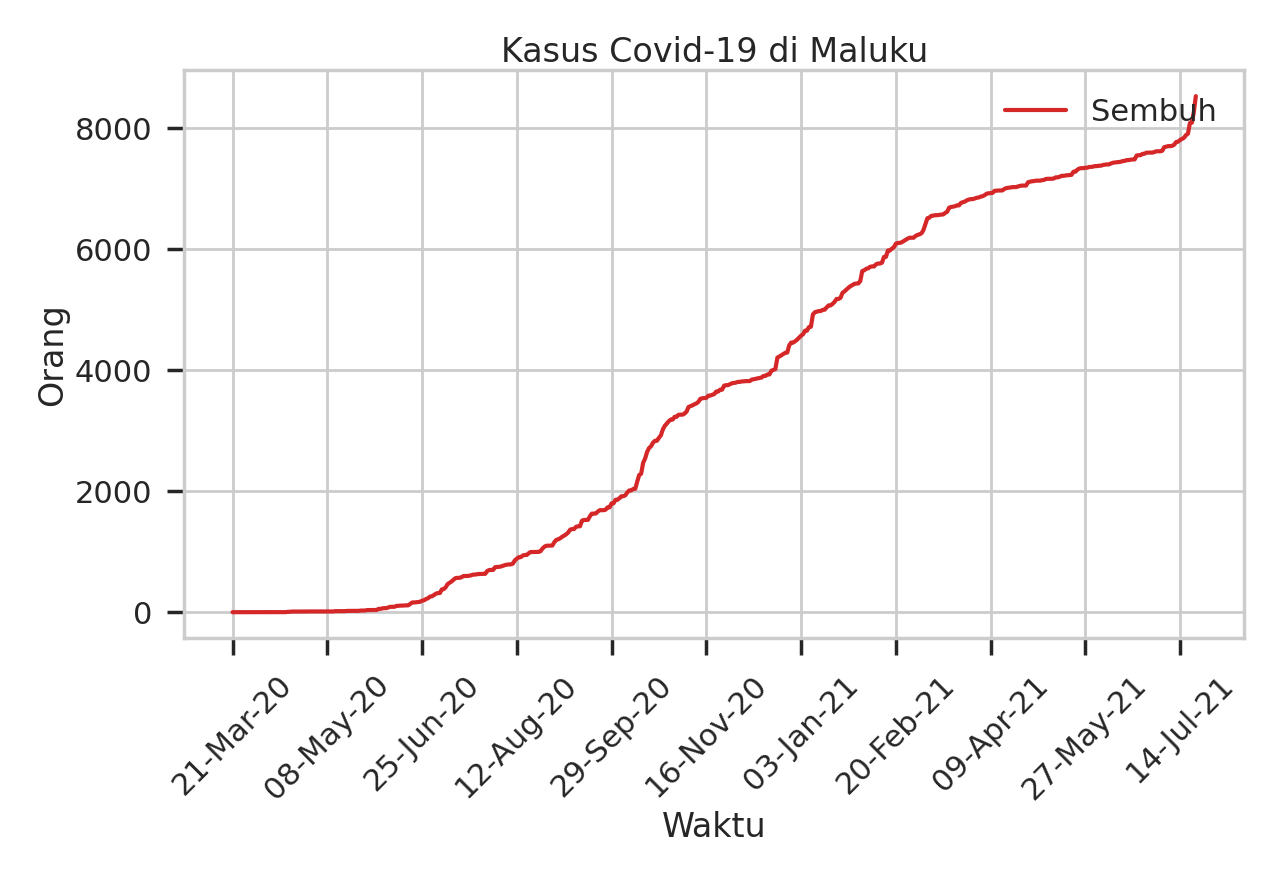 Kasus Covid-19 di Maluku
Sembuh
8000
6000
4000
2000
0
Orang
21-Mar-20
08-May-20
25-Jun-20
12-Aug-20
29-Sep-20
16-Nov-20
03-Jan-21
20-Feb-21
09-Apr-21
27-May-21
14-Jul-21
Waktu